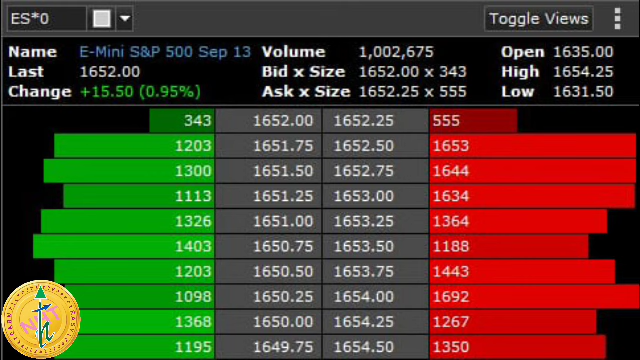 ES*0 Toggle Views
Name E-Mini S&P 500 Sep 13 Volume 1,002,675 Open 1635.00
Last 1652.00 Bid x Size 1652.00 x 343 High 1654.25
Change +15.50 (0.95%) Ask x Size 1652.25 x 555 Low 1631.50
343 1652.00 1652.25 555
1203 1651.75 1652.50 1653
1300 1651.50 1652.75 1644
1113 1651.25 1653.00 1634
1326 1651.00 1653.25 1364
1403 1650.75 1653.50 1188
1203 1650.50 1653.75 1443
1098 1650.25 1654.00 1692
1368 1650.00 1654.25 1267
1195 1649.75 1654.50 1350